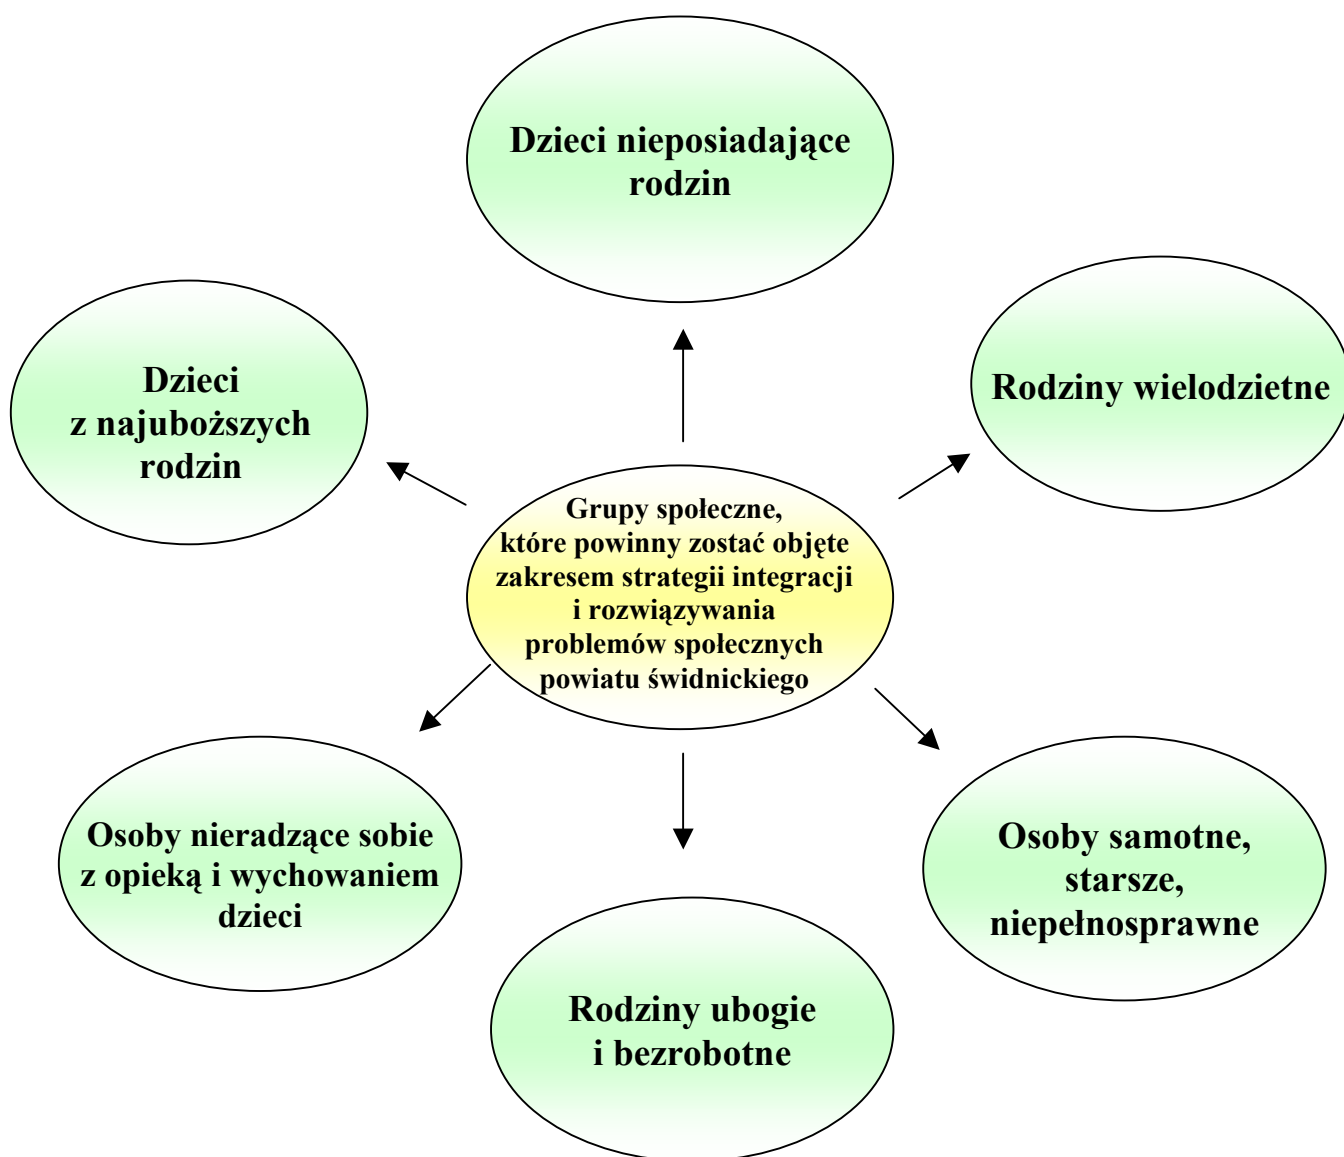 Dzieci nieposiadające
rodzin
Dzieci
z najuboższych
rodzin
Rodziny wielodzietne
Grupy społeczne,
które powinny zostać objęte
zakresem strategii integracji
i rozwiązywania
problemów społecznych
powiatu świdnickiego
Osoby nieradzące sobie
z opieką i wychowaniem
dzieci
Osoby samotne,
starsze,
niepełnosprawne
Rodziny ubogie
i bezrobotne